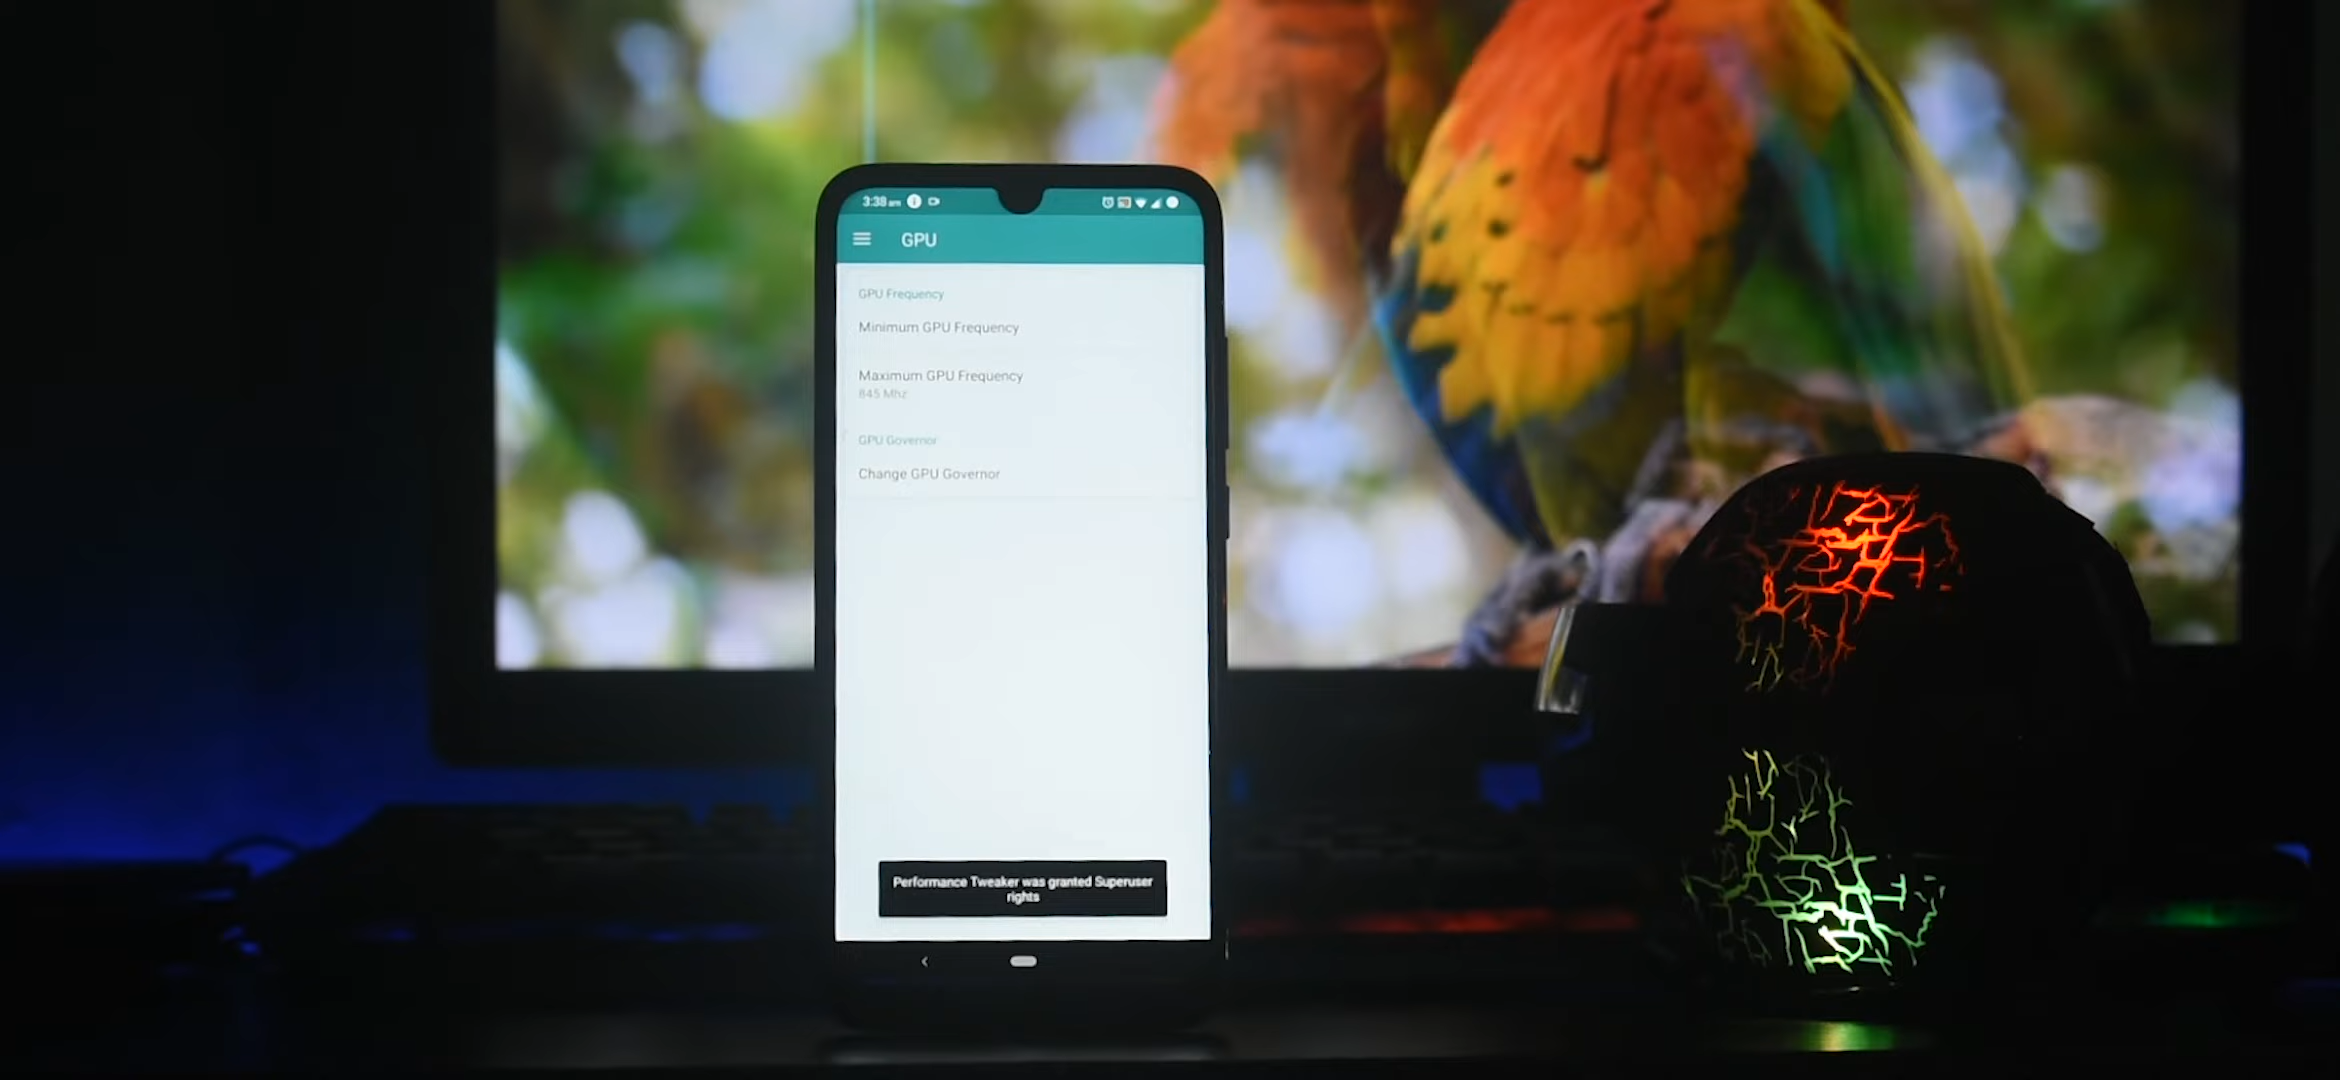 3:38 am
GPU
GPU Frequency
Minimum GPU Frequency
Maximum GPU Frequency
845 Mhz
GPU Governor
Change GPU Governor
Performance Tweaker was granted Superuser
rights